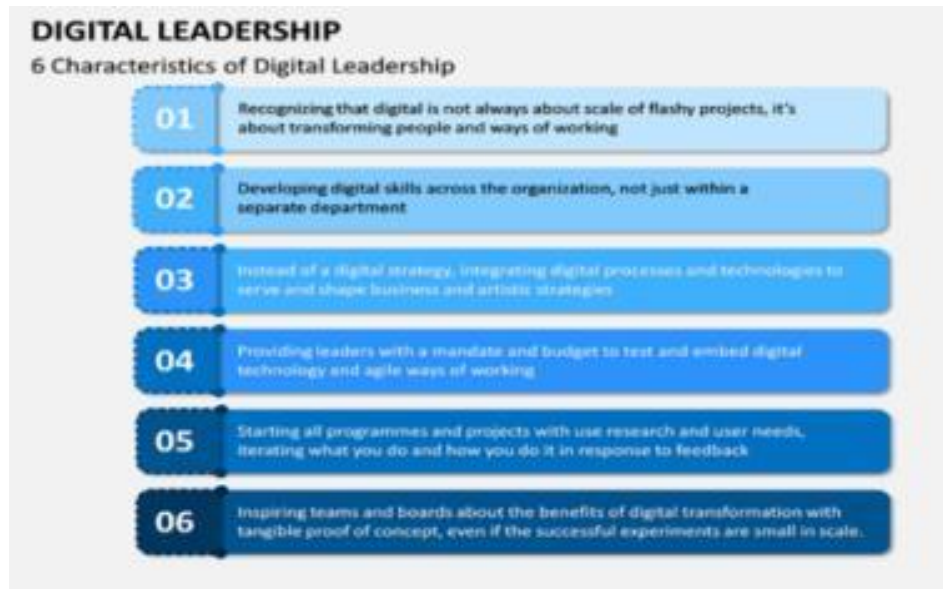 DIGITAL LEADERSHIP
6 Characteristics of Digital Leadership
01
Recognizing that digital is not always about scale of flashy projects, it's
about transforming people and ways of working
02
Developing digital skills across the organization, not just within a
separate department
03
Instead of a digital strategy, integrating digital processes and technologies to
serve and shape business and artistic strategies
04
Providing leaders with a mandate and budget to test and embed digital
technology and agile ways of working
05
Starting all programmes and projects with use research and user needs,
iterating what you do and how you do it in response to feedback
06
Inspiring teams and boards about the benefits of digital transformation with
tangible proof of concept, even if the successful experiments are small in scale.